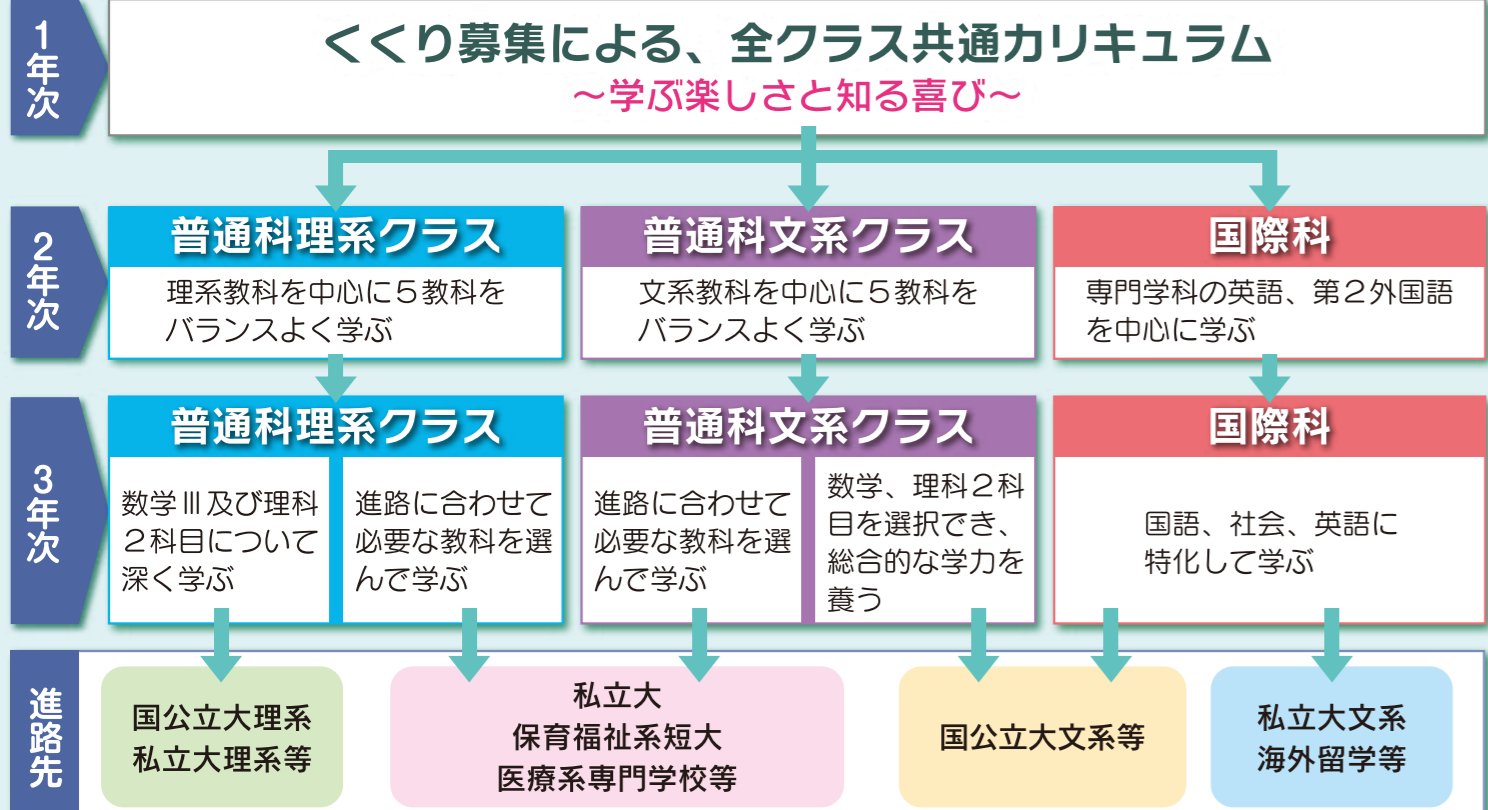 1年次
くくり募集による、全クラス共通カリキュラム
～学ぶ楽しさと知る喜び～
2年次
普通科理系クラス
理系教科を中心に５教科を
バランスよく学ぶ
普通科文系クラス
文系教科を中心に５教科を
バランスよく学ぶ
国際科
専門学科の英語、第２外国語
を中心に学ぶ
3年次
普通科理系クラス
数学Ⅲ及び理科
２科目について
深く学ぶ
進路に合わせて
必要な教科を選
んで学ぶ
普通科文系クラス
進路に合わせて
必要な教科を選
んで学ぶ
数学、理科２科
目を選択でき、
総合的な学力を
養う
国際科
国語、社会、英語に
特化して学ぶ
進路先
国公立大理系
私立大理系等
私立大
保育福祉系短大
医療系専門学校等
国公立大文系等
私立大文系
海外留学等